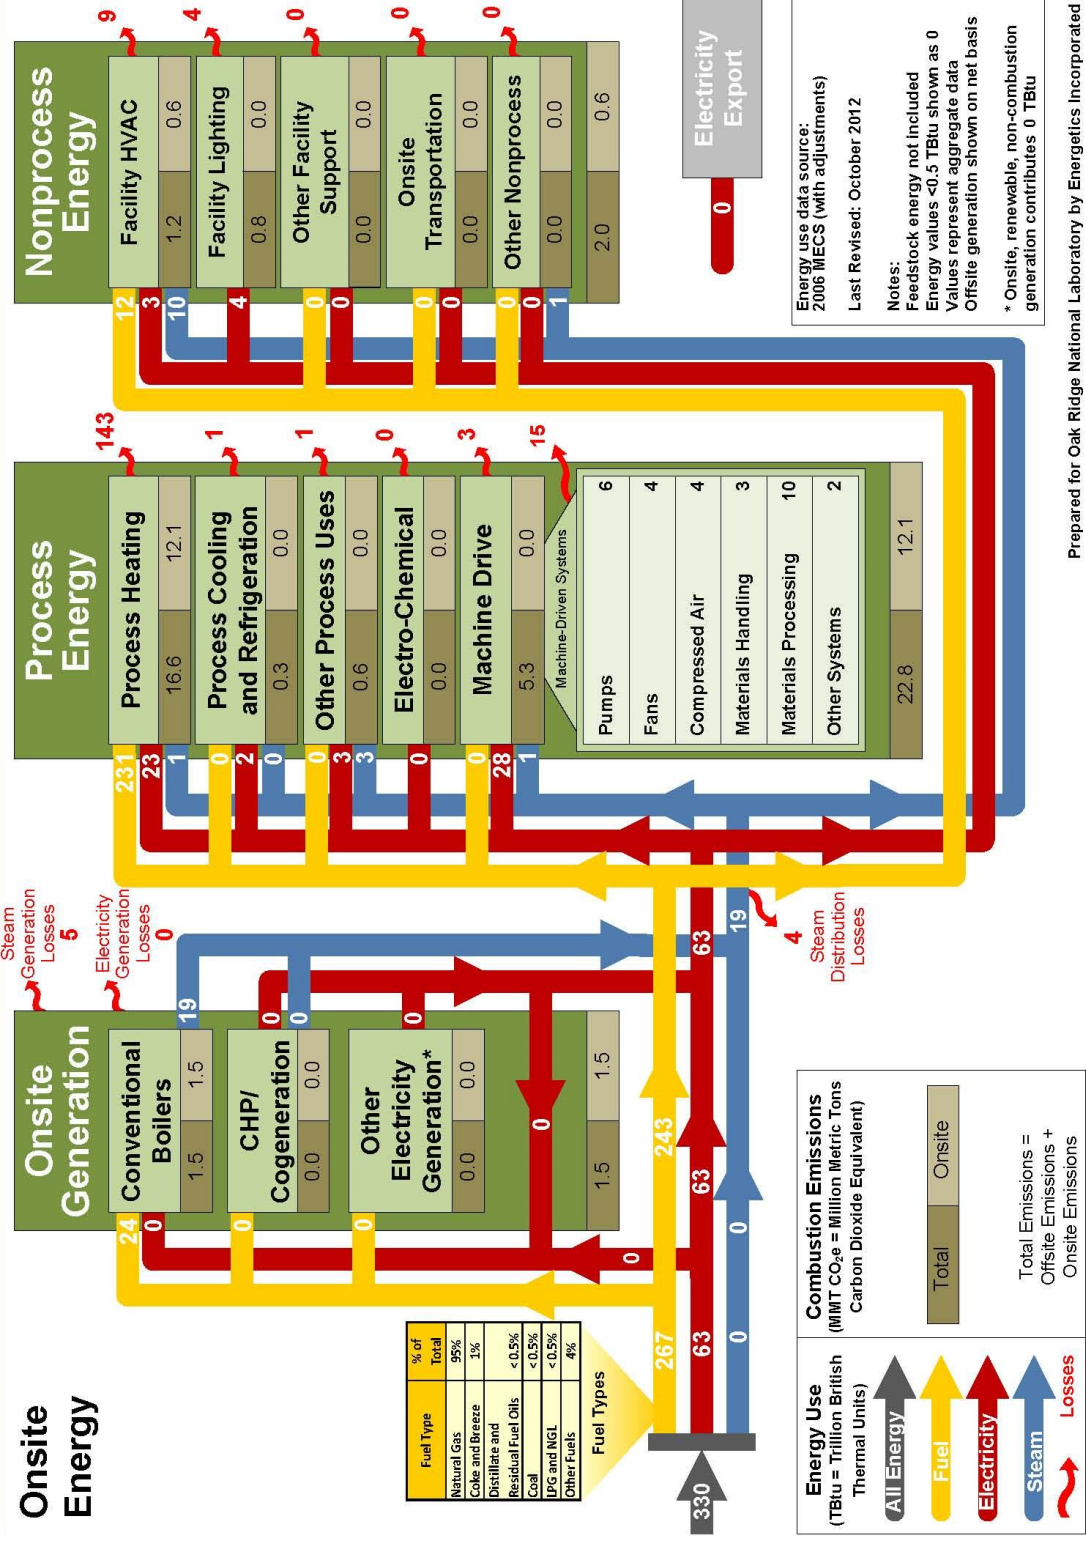 Onsite
Energy
Fuel Type
% of
Total
Natural Gas
95%
Coke and Breeze
1%
Distillate and
Residual Fuel Oils
< 0.5%
Coal
< 0.5%
LPG and NGL
< 0.5%
Other Fuels
4%
Fuel Types
330
267
63
0
0
243
63
0
0
63
19
Onsite
Generation
24
0
Conventional
Boilers
1.5
1.5
19
0
CHP/
Cogeneration
0.0
0.0
0
0
0
Other
Electricity
Generation*
0.0
0.0
0
1.5
1.5
Steam
Generation
Losses
5
Electricity
Generation
Losses
0
4
Steam
Distribution
Losses
Process
Energy
231
23
1
Process Heating
16.6
12.1
143
0
2
0
Process Cooling
and Refrigeration
0.3
0.0
1
0
3
3
Other Process Uses
0.6
0.0
1
0
Electro-Chemical
0.0
0.0
0
0
28
1
Machine Drive
5.3
0.0
3
Machine-Driven Systems
15
Pumps
6
Fans
4
Compressed Air
4
Materials Handling
3
Materials Processing
10
Other Systems
2
22.8
12.1
Nonprocess
Energy
12
3
10
Facility HVAC
1.2
0.6
9
4
Facility Lighting
0.8
0.0
4
0
0
Other Facility
Support
0.0
0.0
0
0
0
Onsite
Transportation
0.0
0.0
0
0
0
1
Other Nonprocess
0.0
0.0
0
2.0
0.6
0
Electricity
Export
Energy Use
(TBtu = Trillion British
Thermal Units)
All Energy
Fuel
Electricity
Steam
Losses
Combustion Emissions
(MMT CO₂e = Million Metric Tons
Carbon Dioxide Equivalent)
Total
Onsite
Total Emissions =
Offsite Emissions +
Onsite Emissions
Energy use data source:
2006 MECS (with adjustments)
Last Revised: October 2012
Notes:
Feedstock energy not included
Energy values <0.5 TBtu shown as 0
Values represent aggregate data
Offsite generation shown on net basis
* Onsite, renewable, non-combustion
generation contributes 0 TBtu
Prepared for Oak Ridge National Laboratory by Energetics Incorporated